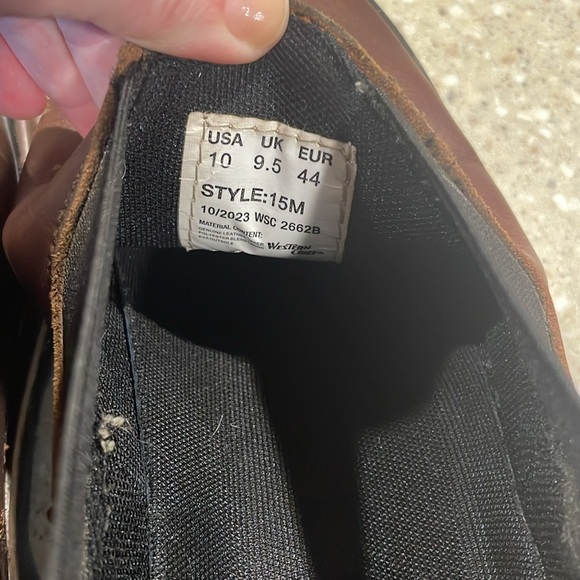 USA UK EUR
10 9.5 44
STYLE:15M
10/2023 WSC 2662B
MATERIAL CONTENT:
GENUINE LEATHER
POLYESTER
WESTERN
CHIEF